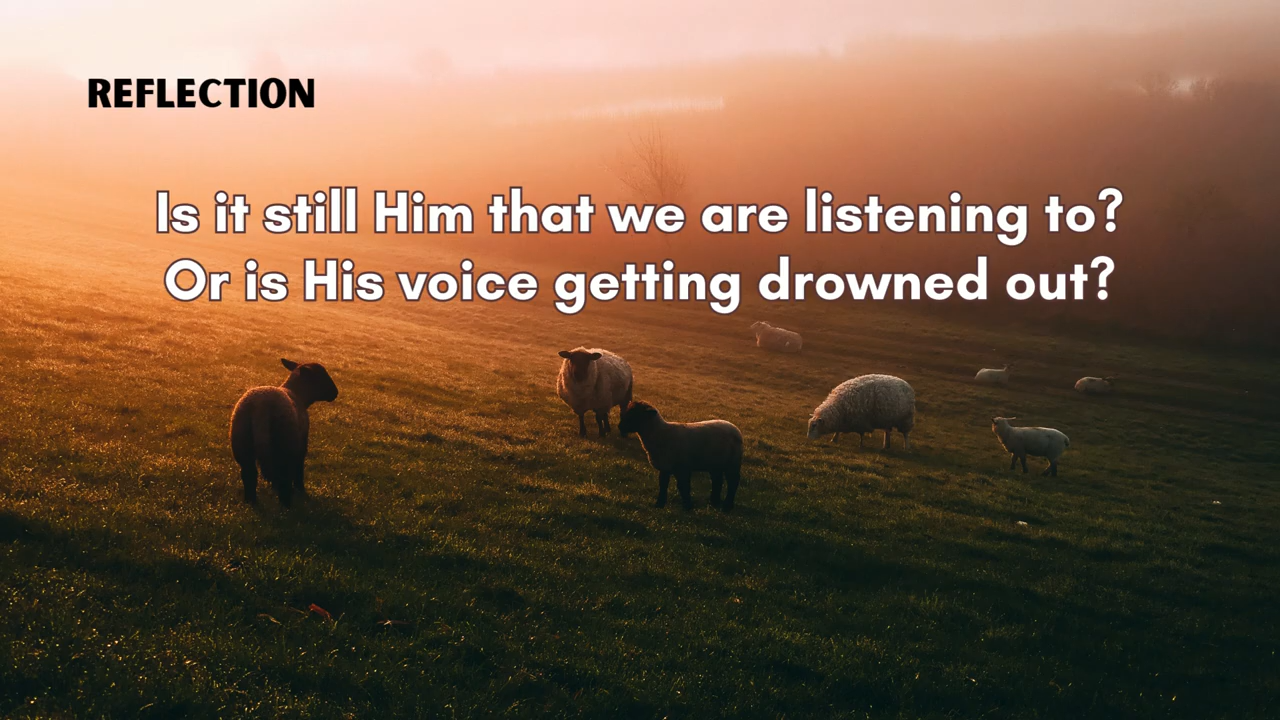 REFLECTION
Is it still Him that we are listening to?
Or is His voice getting drowned out?